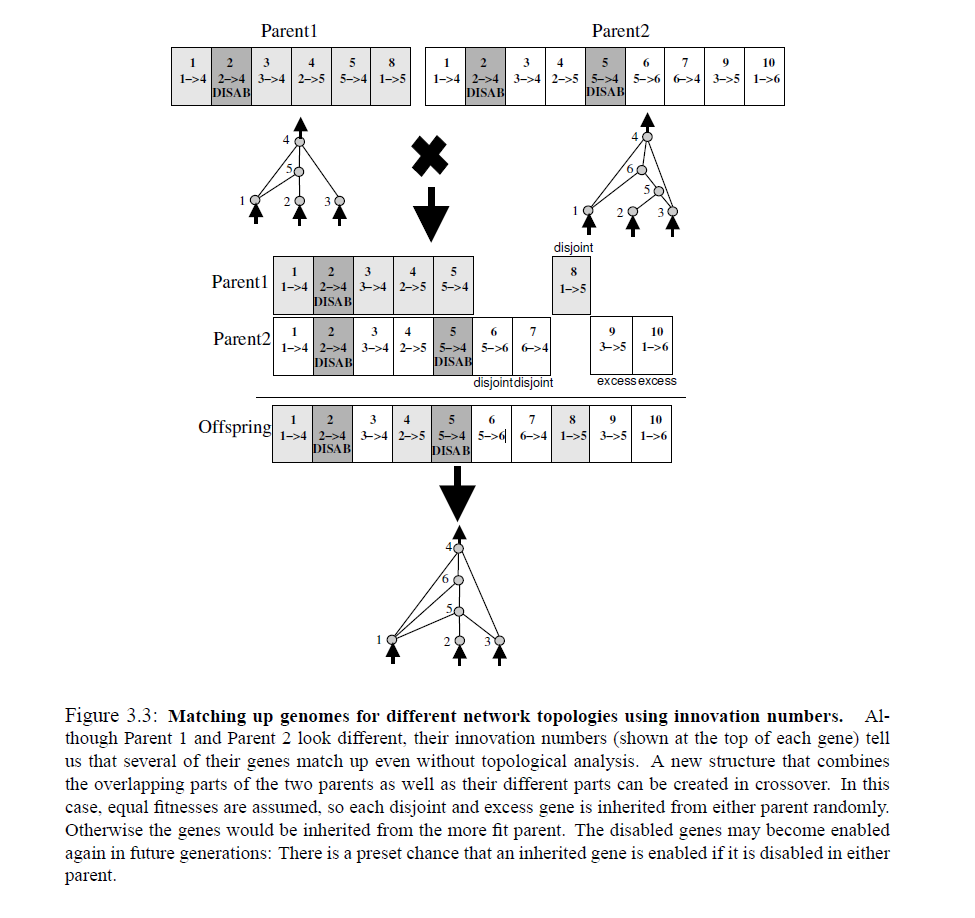 Parent1 Parent2
1 2 3 4 5 8 1 2 3 4 5 6 7 9 10
1–>4 2–>4 3–>4 2–>5 5–>4 1–>5 1–>4 2–>4 3–>4 2–>5 5–>4 5–>6 6–>4 3–>5 1–>6
DISAB DISAB DISAB
4 4
5 6
5
1 2 3 1 2 3
disjoint
Parent1 1 2 3 4 5 8
1–>4 2–>4 3–>4 2–>5 5–>4 1–>5
DISAB
Parent2 1 2 3 4 5 6 7 9 10
1–>4 2–>4 3–>4 2–>5 5–>4 5–>6 6–>4 3–>5 1–>6
DISAB DISAB
disjoint disjoint excess excess
Offspring 1 2 3 4 5 6 7 8 9 10
1–>4 2–>4 3–>4 2–>5 5–>4 5–>6 6–>4 1–>5 3–>5 1–>6
DISAB DISAB
4
6
5
1 2 3
Figure 3.3: Matching up genomes for different network topologies using innovation numbers. Al-
though Parent 1 and Parent 2 look different, their innovation numbers (shown at the top of each gene) tell
us that several of their genes match up even without topological analysis. A new structure that combines
the overlapping parts of the two parents as well as their different parts can be created in crossover. In this
case, equal fitnesses are assumed, so each disjoint and excess gene is inherited from either parent randomly.
Otherwise the genes would be inherited from the more fit parent. The disabled genes may become enabled
again in future generations: There is a preset chance that an inherited gene is enabled if it is disabled in either
parent.